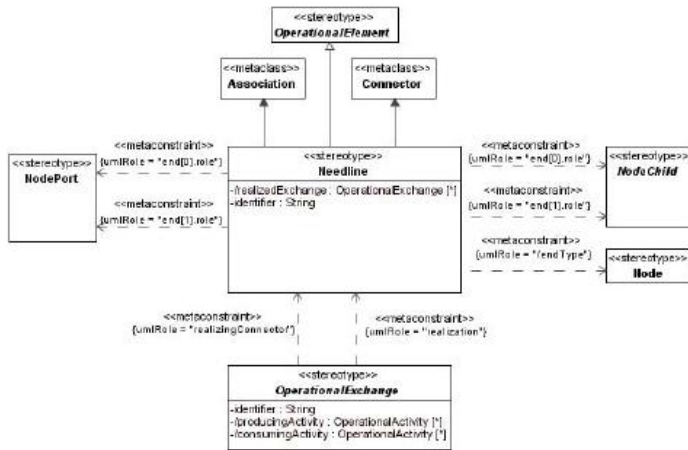 <<stereotype>>
OperationalElement
<<metaclass>>
Association
<<metaclass>>
Connector
<<stereotype>>
NodePort
<<metaconstraint>>
{umlRole = "end[0].role"}
<<metaconstraint>>
{umlRole = "end[1].role"}
<<stereotype>>
Needline
-/realizedExchange : OperationalExchange [*]
-identifier : String
<<metaconstraint>>
{umlRole = "end[0].role"}
<<metaconstraint>>
{umlRole = "end[1].role"}
<<metaconstraint>>
{umlRole = "/endType"}
<<stereotype>>
NodeChild
<<stereotype>>
Node
<<metaconstraint>>
{umlRole = "realizingConnector"}
<<metaconstraint>>
{umlRole = "realization"}
<<stereotype>>
OperationalExchange
-identifier : String
-/producingActivity : OperationalActivity [*]
-/consumingActivity : OperationalActivity [*]